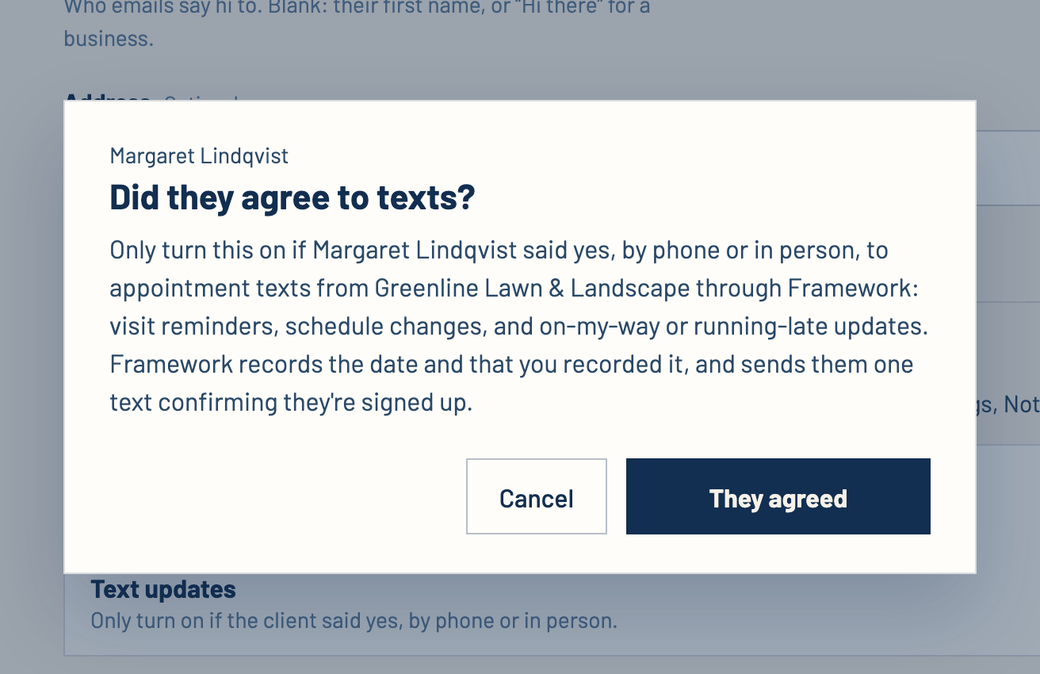 Who emails say hi to. Blank: their first name, or "Hi there" for a
business.
Address Optional
Margaret Lindqvist
Did they agree to texts?
Only turn this on if Margaret Lindqvist said yes, by phone or in person, to
appointment texts from Greenline Lawn & Landscape through Framework:
visit reminders, schedule changes, and on-my-way or running-late updates.
Framework records the date and that you recorded it, and sends them one
text confirming they're signed up.
gs, Not
Cancel
They agreed
Text updates
Only turn on if the client said yes, by phone or in person.